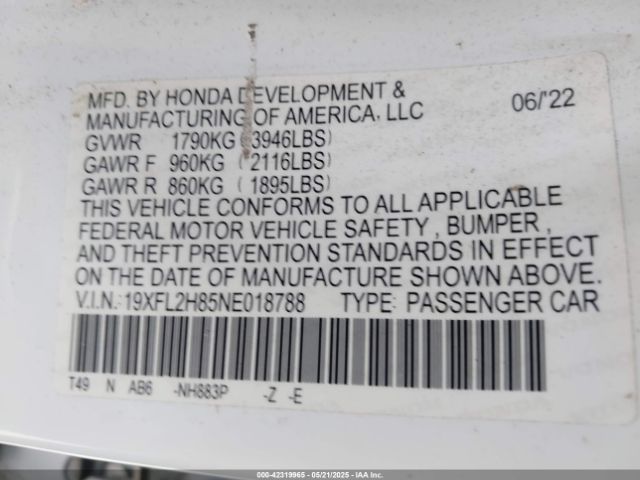 MFD. BY HONDA DEVELOPMENT &
MANUFACTURING OF AMERICA, LLC 06/'22
GVWR 1790KG (3946LBS)
GAWR F 960KG (2116LBS)
GAWR R 860KG (1895LBS)
THIS VEHICLE CONFORMS TO ALL APPLICABLE
FEDERAL MOTOR VEHICLE SAFETY, BUMPER,
AND THEFT PREVENTION STANDARDS IN EFFECT
ON THE DATE OF MANUFACTURE SHOWN ABOVE.
V.I.N.: 19XFL2H85NE018788 TYPE: PASSENGER CAR
T49 N AB6 -NH883P -Z -E
000-42319965 - 05/21/2025 - IAAI.COM